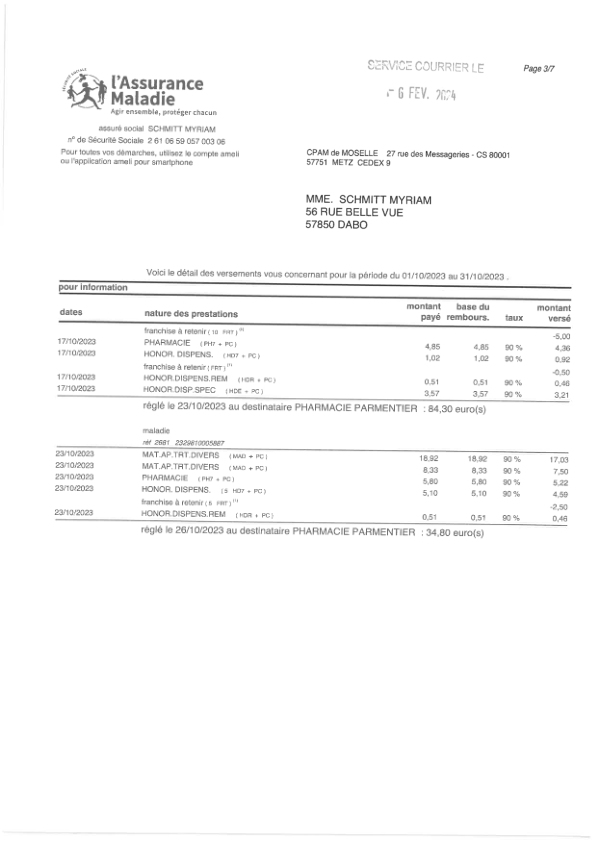 SERVICE COURRIER LE
Page 3/7
6 FEV. 2024
SÉCURITÉ SOCIALE
l'Assurance
Maladie
Agir ensemble, protéger chacun
assuré social SCHMITT MYRIAM
n° de Sécurité Sociale 2 61 06 59 057 003 06
Pour toutes vos démarches, utilisez le compte ameli
ou l'application ameli pour smartphone
CPAM de MOSELLE 27 rue des Messageries - CS 80001
57751 METZ CEDEX 9
MME. SCHMITT MYRIAM
56 RUE BELLE VUE
57850 DABO
Voici le détail des versements vous concernant pour la période du 01/10/2023 au 31/10/2023 .
pour information
dates nature des prestations montant payé base du rembours. taux montant versé
franchise à retenir ( 10 FHT ) -5,00
17/10/2023 PHARMACIE ( PH7 + PC ) 4,85 4,85 90 % 4,36
17/10/2023 HONOR. DISPENS. ( HD7 + PC ) 1,02 1,02 90 % 0,92
franchise à retenir ( FRT ) (1) -0,50
17/10/2023 HONOR.DISPENS.REM ( HDR + PC ) 0,51 0,51 90 % 0,46
17/10/2023 HONOR.DISP.SPEC ( HDE + PC ) 3,57 3,57 90 % 3,21
réglé le 23/10/2023 au destinataire PHARMACIE PARMENTIER : 84,30 euro(s)
maladie
réf 2681 2329810005887
23/10/2023 MAT.AP.TRT.DIVERS ( MAD + PC ) 18,92 18,92 90 % 17,03
23/10/2023 MAT.AP.TRT.DIVERS ( MAD + PC ) 8,33 8,33 90 % 7,50
23/10/2023 PHARMACIE ( PH7 + PC ) 5,80 5,80 90 % 5,22
23/10/2023 HONOR. DISPENS. ( 5 HD7 + PC ) 5,10 5,10 90 % 4,59
franchise à retenir ( 5 FRT ) (1) -2,50
23/10/2023 HONOR.DISPENS.REM ( HDR + PC ) 0,51 0,51 90 % 0,46
réglé le 26/10/2023 au destinataire PHARMACIE PARMENTIER : 34,80 euro(s)